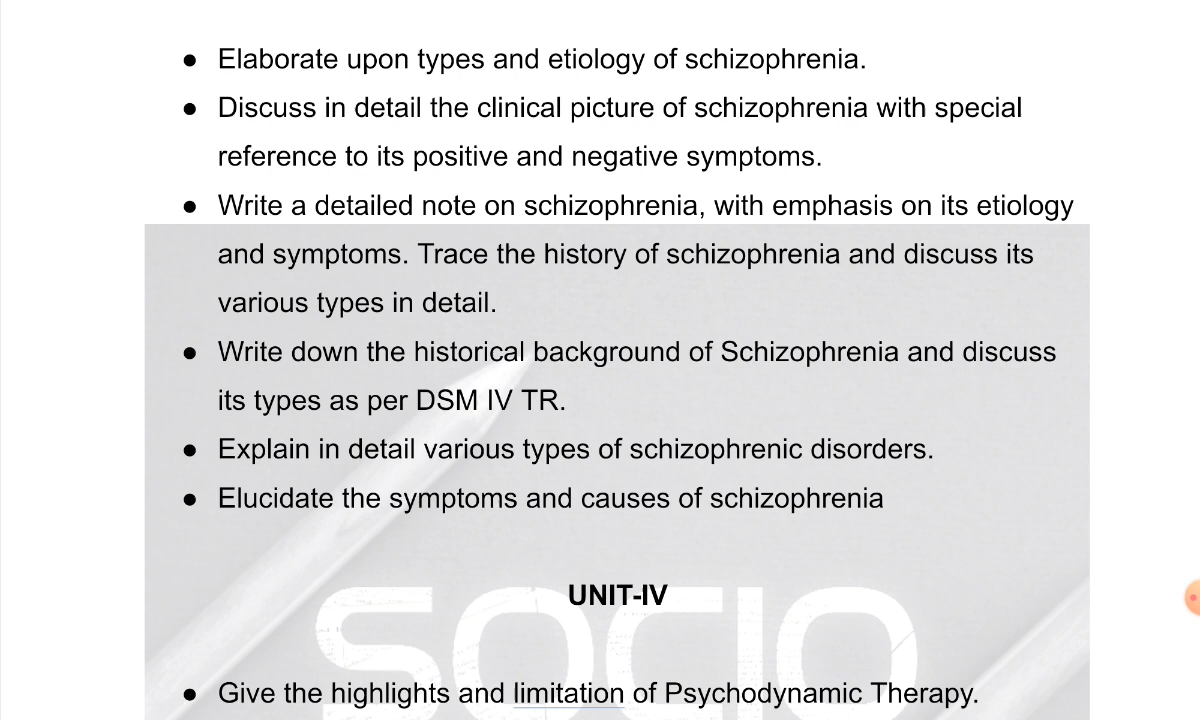 ● Elaborate upon types and etiology of schizophrenia.
● Discuss in detail the clinical picture of schizophrenia with special
reference to its positive and negative symptoms.
● Write a detailed note on schizophrenia, with emphasis on its etiology
and symptoms. Trace the history of schizophrenia and discuss its
various types in detail.
● Write down the historical background of Schizophrenia and discuss
its types as per DSM IV TR.
● Explain in detail various types of schizophrenic disorders.
● Elucidate the symptoms and causes of schizophrenia
UNIT-IV
SOCIO
● Give the highlights and limitation of Psychodynamic Therapy.